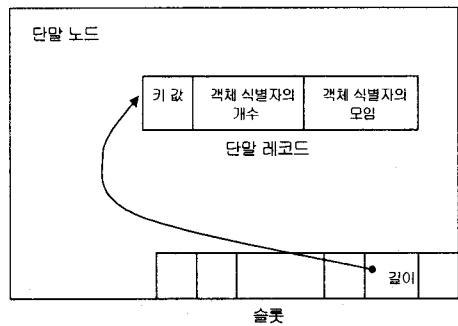 단말 노드
키 값
객체 식별자의
개수
객체 식별자의
모임
단말 레코드
길이
슬롯